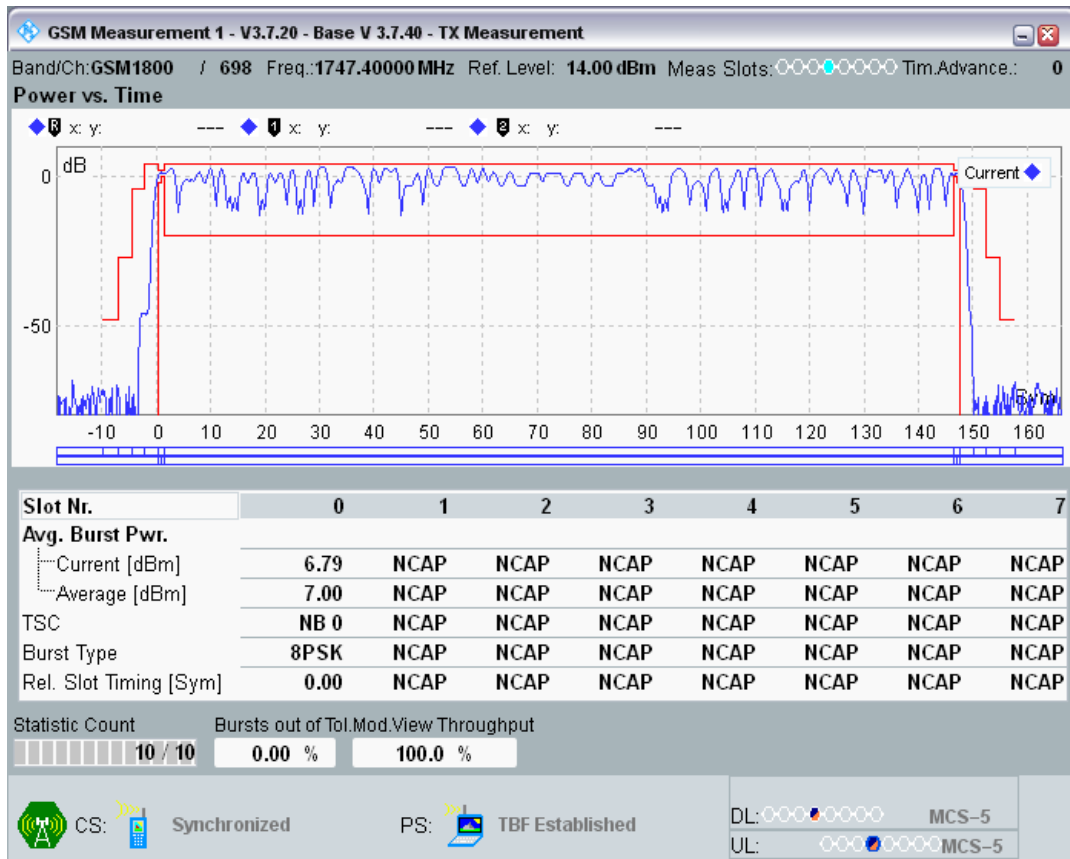 GSM Measurement 1 - V3.7.20 - Base V 3.7.40 - TX Measurement
Band/Ch:GSM1800 / 698 Freq.:1747.40000 MHz Ref. Level: 14.00 dBm Meas Slots: Tim.Advance.: 0
Power vs. Time
R x: y: --- 1 x: y: --- 2 x: y: ---
dB
Current
0
-50
Sym
-10 0 10 20 30 40 50 60 70 80 90 100 110 120 130 140 150 160
Slot Nr. 0 1 2 3 4 5 6 7
Avg. Burst Pwr.
Current [dBm] 6.79 NCAP NCAP NCAP NCAP NCAP NCAP NCAP
Average [dBm] 7.00 NCAP NCAP NCAP NCAP NCAP NCAP NCAP
TSC NB 0 NCAP NCAP NCAP NCAP NCAP NCAP NCAP
Burst Type 8PSK NCAP NCAP NCAP NCAP NCAP NCAP NCAP
Rel. Slot Timing [Sym] 0.00 NCAP NCAP NCAP NCAP NCAP NCAP NCAP
Statistic Count Bursts out of Tol. Mod.View Throughput
10 / 10 0.00 % 100.0 %
CS: Synchronized PS: TBF Established DL: MCS-5
UL: MCS-5